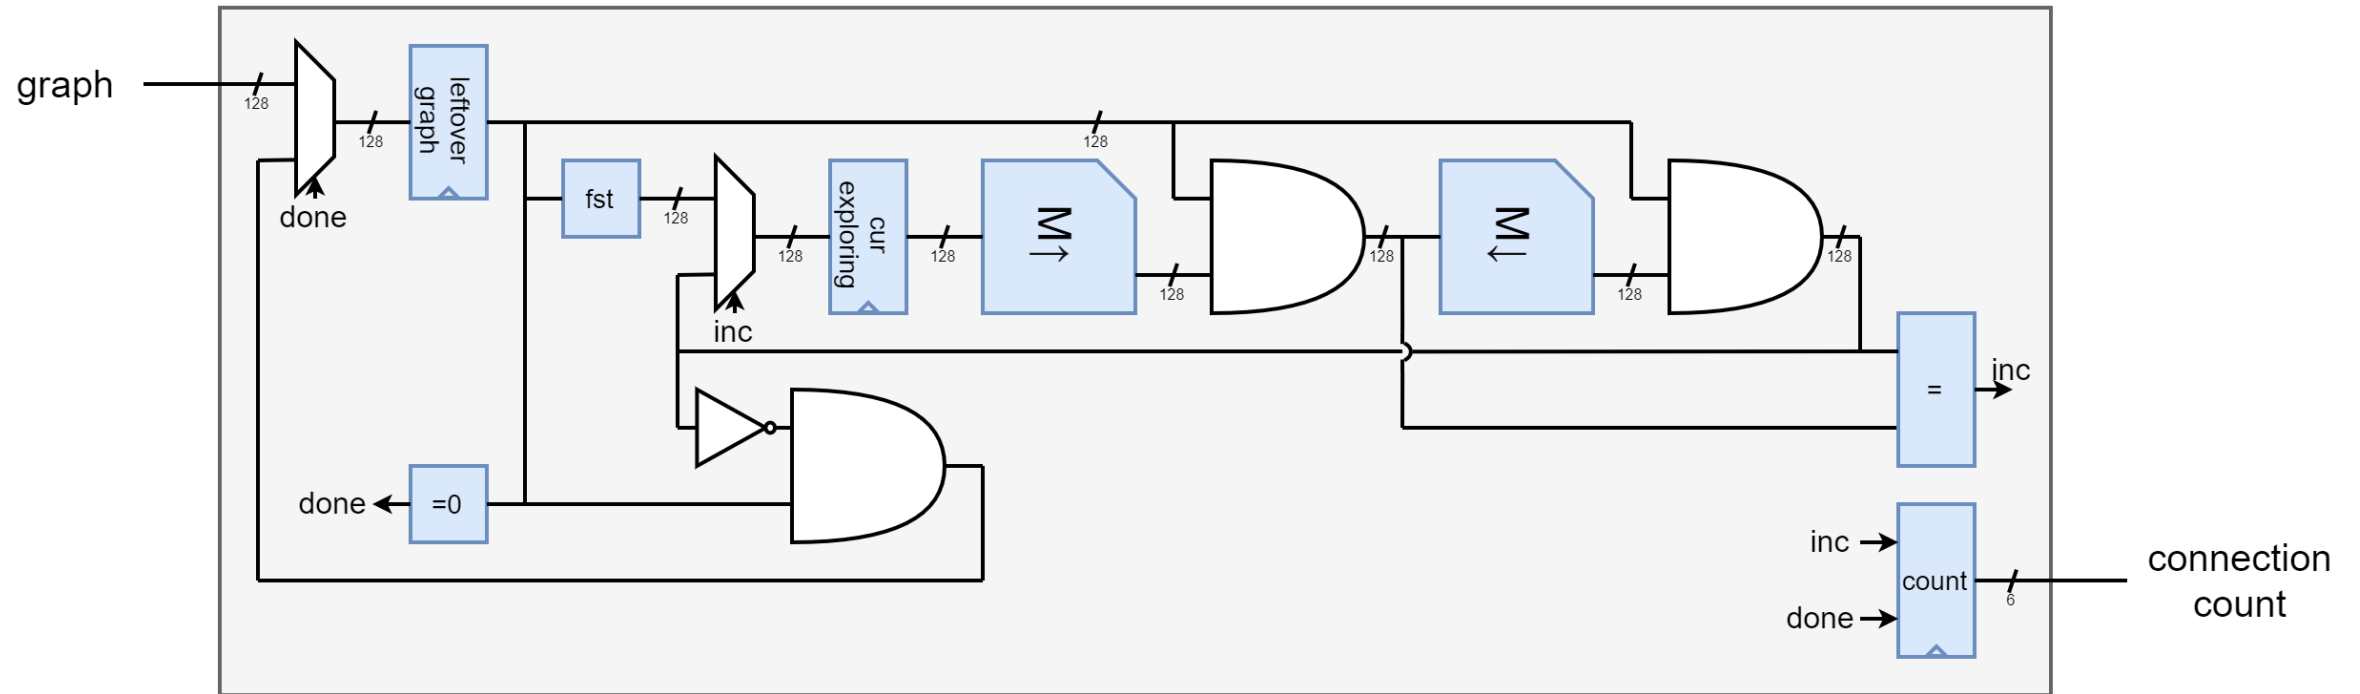 graph
128
128
leftover
graph
done
128
fst
128
inc
128
cur
exploring
128
M↑
128
128
M↓
128
128
=
inc
done
=0
inc
done
count
6
connection
count